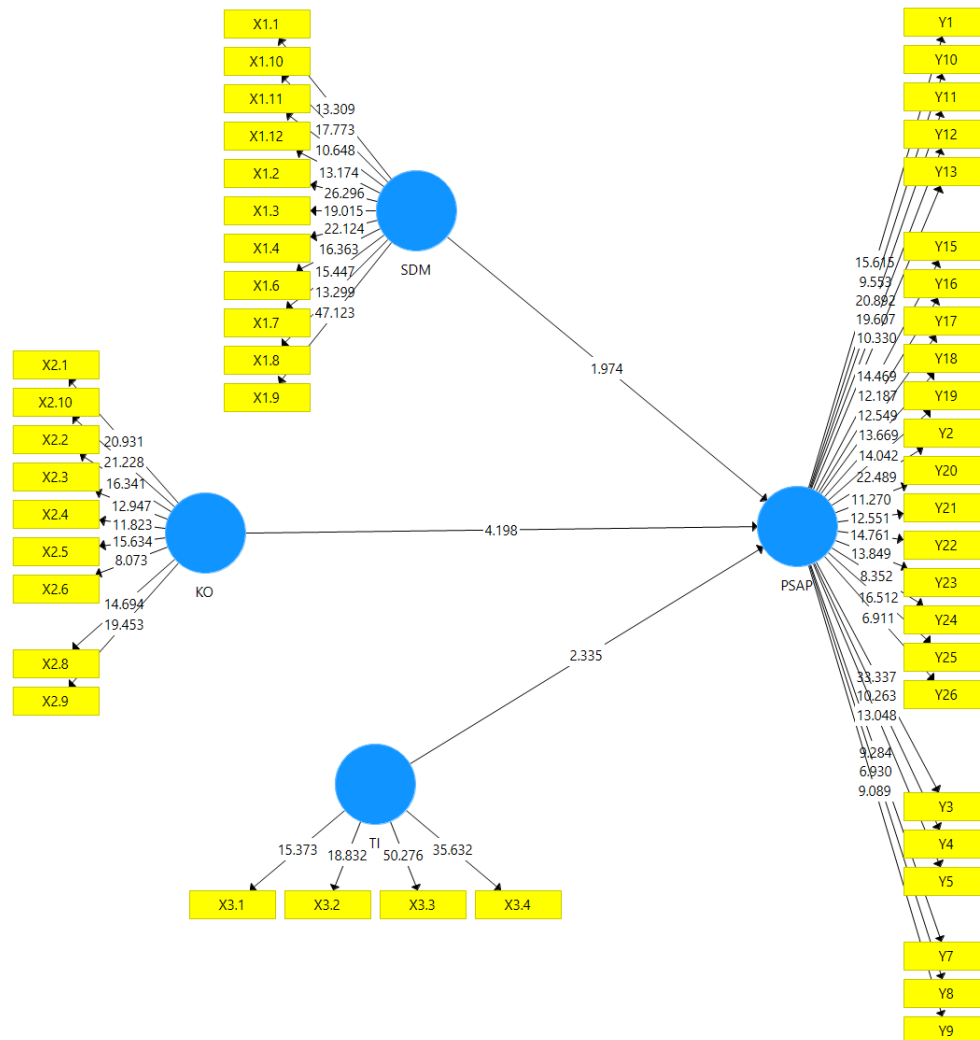 X1.1
X1.10
X1.11
X1.12
X1.2
X1.3
X1.4
X1.6
X1.7
X1.8
X1.9
13.309
17.773
10.648
13.174
26.296
19.015
22.124
16.363
15.447
13.299
47.123
SDM
1.974
X2.1
X2.10
X2.2
X2.3
X2.4
X2.5
X2.6
X2.8
X2.9
20.931
21.228
16.341
12.947
11.823
15.634
8.073
14.694
19.453
KO
4.198
TI
2.335
15.373
18.832
50.276
35.632
X3.1
X3.2
X3.3
X3.4
PSAP
15.615
9.553
20.892
19.607
10.330
14.469
12.187
12.549
13.669
14.042
22.489
11.270
12.551
14.761
13.849
8.352
16.512
6.911
33.337
10.263
13.048
9.284
6.930
9.089
Y1
Y10
Y11
Y12
Y13
Y15
Y16
Y17
Y18
Y19
Y2
Y20
Y21
Y22
Y23
Y24
Y25
Y26
Y3
Y4
Y5
Y7
Y8
Y9